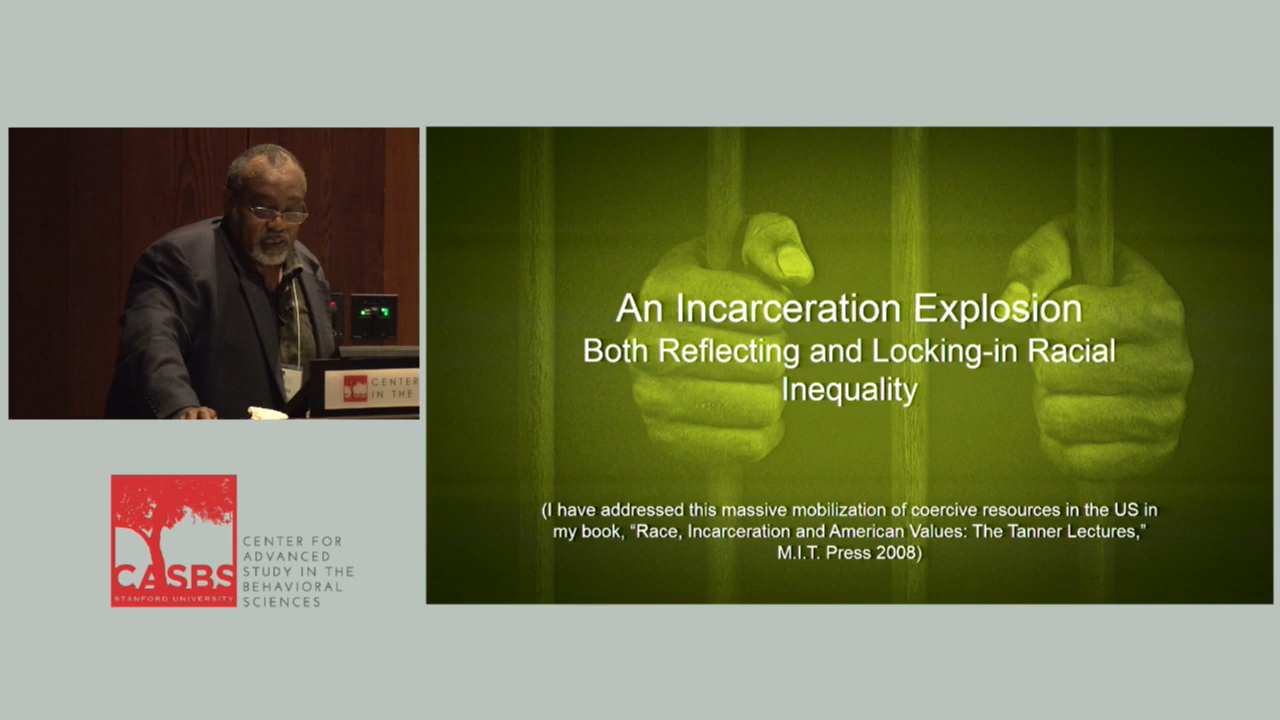 CENTER
IN THE
An Incarceration Explosion
Both Reflecting and Locking-in Racial
Inequality
(I have addressed this massive mobilization of coercive resources in the US in
my book, “Race, Incarceration and American Values: The Tanner Lectures,”
M.I.T. Press 2008)
CASBS
STANFORD UNIVERSITY
CENTER FOR
ADVANCED
STUDY IN THE
BEHAVIORAL
SCIENCES